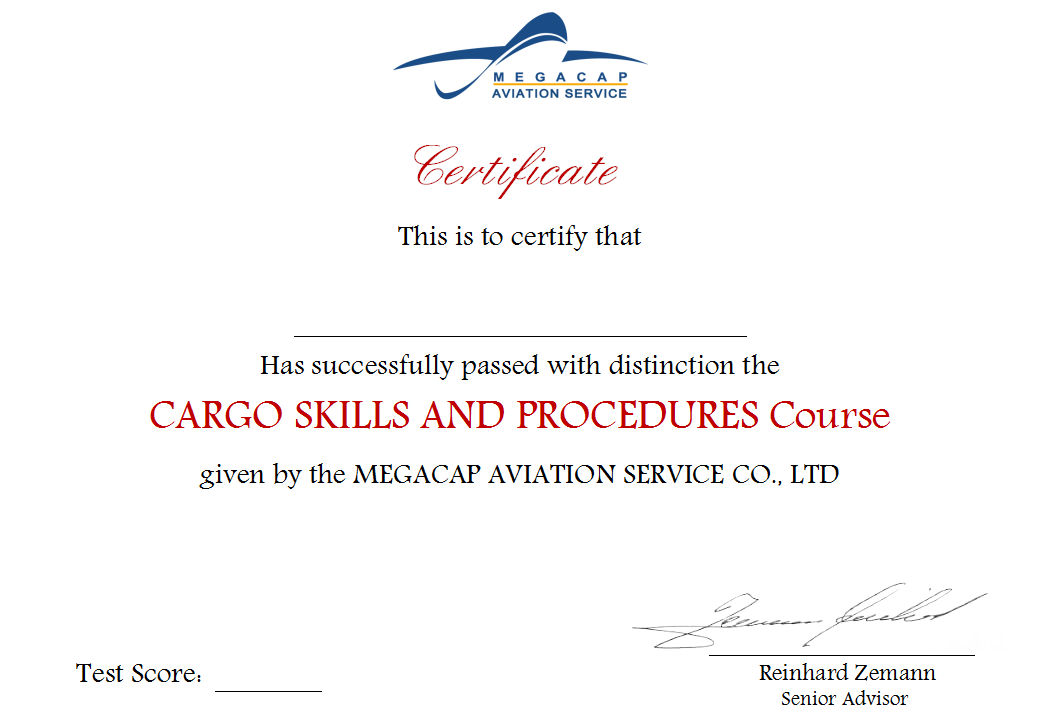 MEGACAP
AVIATION SERVICE
Certificate
This is to certify that
Has successfully passed with distinction the
CARGO SKILLS AND PROCEDURES Course
given by the MEGACAP AVIATION SERVICE CO., LTD
Test Score:
Reinhard Zemann
Senior Advisor